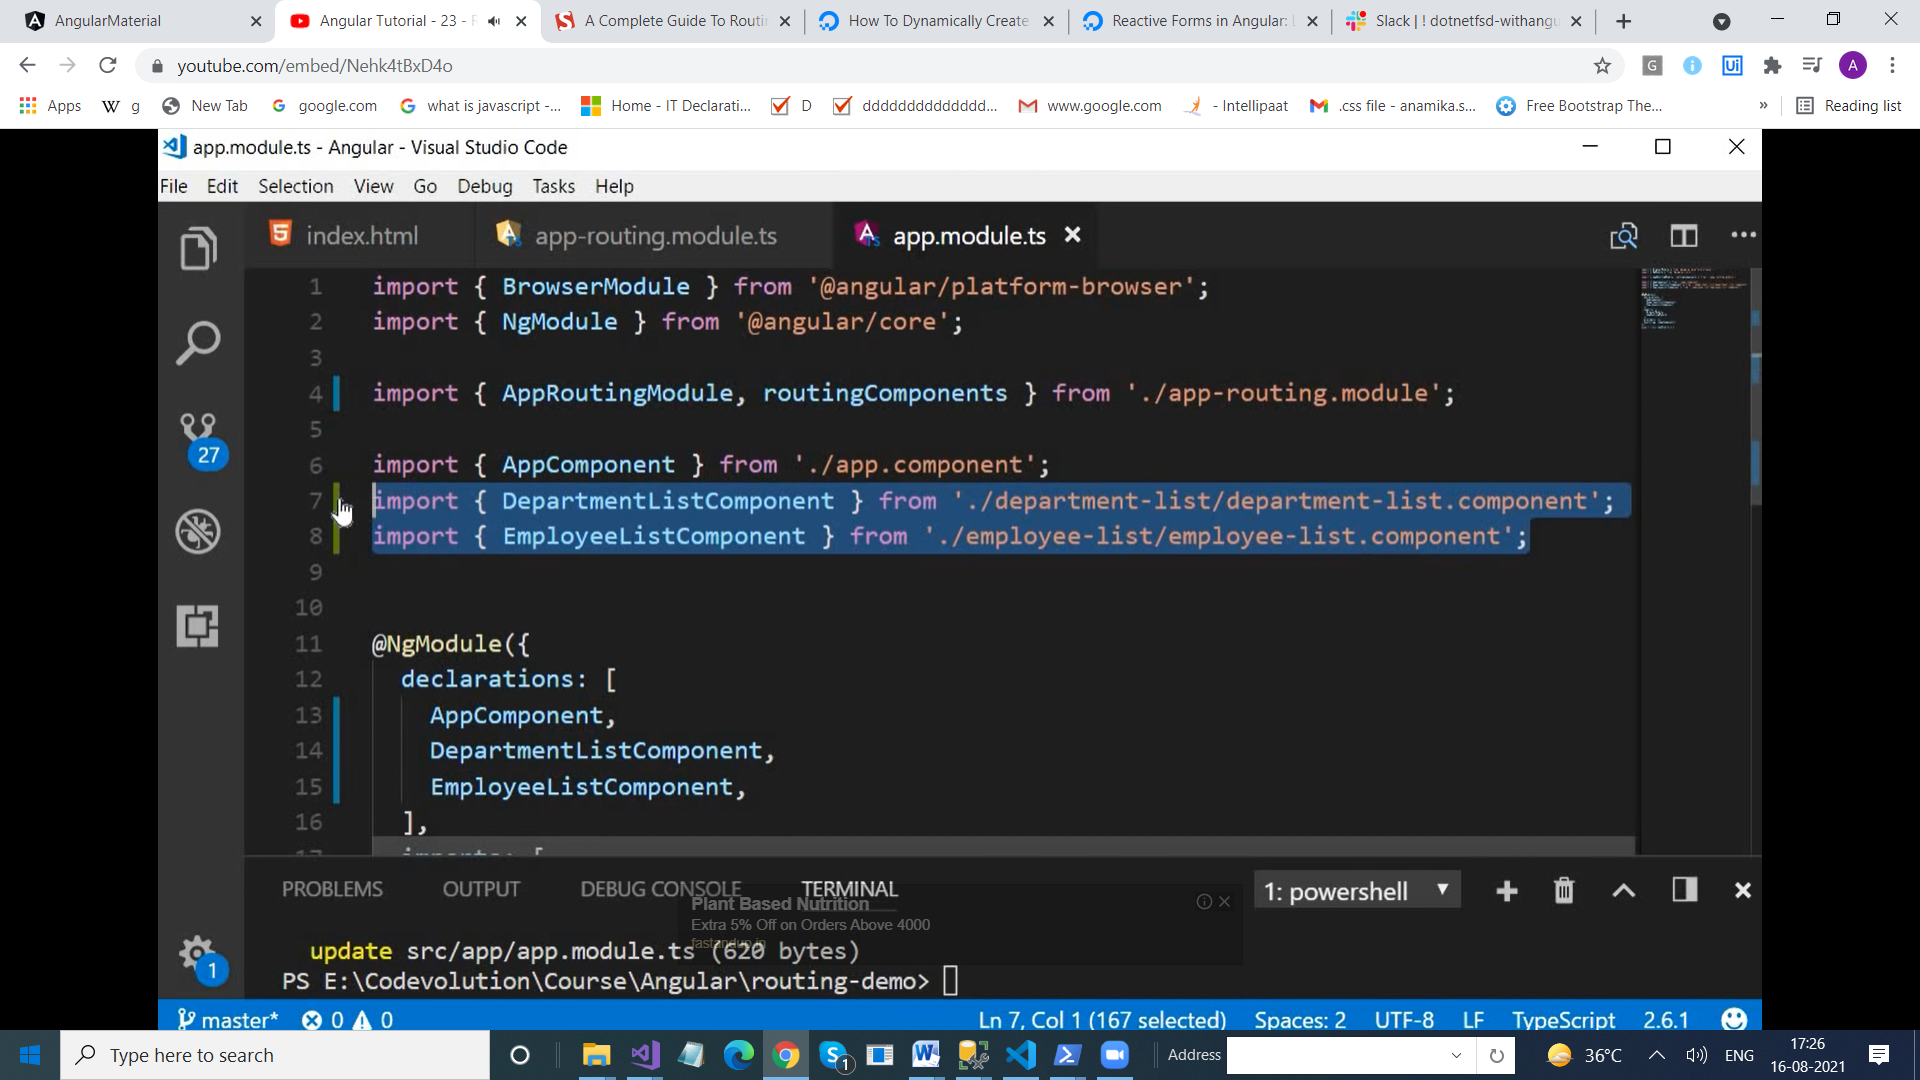 AngularMaterial
Angular Tutorial - 23 - R
A Complete Guide To Routi
How To Dynamically Create
Reactive Forms in Angular: 
Slack | ! dotnetfsd-withangu
youtube.com/embed/Nehk4tBxD4o
Apps
g
New Tab
google.com
what is javascript -...
Home - IT Declarati...
D
ddddddddddddddd...
www.google.com
- Intellipaat
.css file - anamika.s...
Free Bootstrap The...
»
Reading list
app.module.ts - Angular - Visual Studio Code
File Edit Selection View Go Debug Tasks Help
index.html
app-routing.module.ts
app.module.ts
1 import { BrowserModule } from '@angular/platform-browser';
2 import { NgModule } from '@angular/core';
3
4 import { AppRoutingModule, routingComponents } from './app-routing.module';
5
6 import { AppComponent } from './app.component';
7 import { DepartmentListComponent } from './department-list/department-list.component';
8 import { EmployeeListComponent } from './employee-list/employee-list.component';
9
10
11 @NgModule({
12 declarations: [
13 AppComponent,
14 DepartmentListComponent,
15 EmployeeListComponent,
16 ],
27
1
PROBLEMS OUTPUT DEBUG CONSOLE TERMINAL
1: powershell
Plant Based Nutrition
Extra 5% Off on Orders Above 4000
fastandup.in
update src/app/app.module.ts (620 bytes)
PS E:\Codevolution\Course\Angular\routing-demo>
master* 0 0
Ln 7, Col 1 (167 selected) Spaces: 2 UTF-8 LF TypeScript 2.6.1
Type here to search
1
Address
36°C
ENG
17:26
16-08-2021